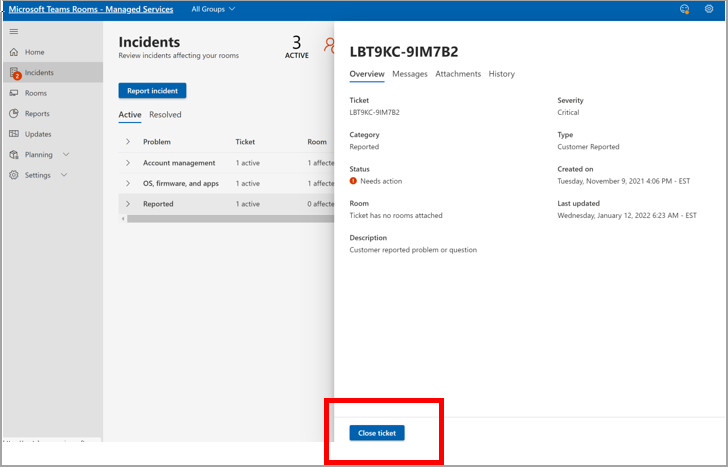 Microsoft Teams Rooms - Managed Services
All Groups
Home
Incidents
2
Rooms
Reports
Updates
Planning
Settings
Incidents
Review incidents affecting your rooms
3
ACTIVE
Report incident
Active Resolved
Problem Ticket Room
Account management 1 active 1 affecte
OS, firmware, and apps 1 active 1 affecte
Reported 1 active 0 affecte
LBT9KC-9IM7B2
Overview Messages Attachments History
Ticket
LBT9KC-9IM7B2
Severity
Critical
Category
Reported
Type
Customer Reported
Status
Needs action
Created on
Tuesday, November 9, 2021 4:06 PM - EST
Room
Ticket has no rooms attached
Last updated
Wednesday, January 12, 2022 6:23 AM - EST
Description
Customer reported problem or question
Close ticket